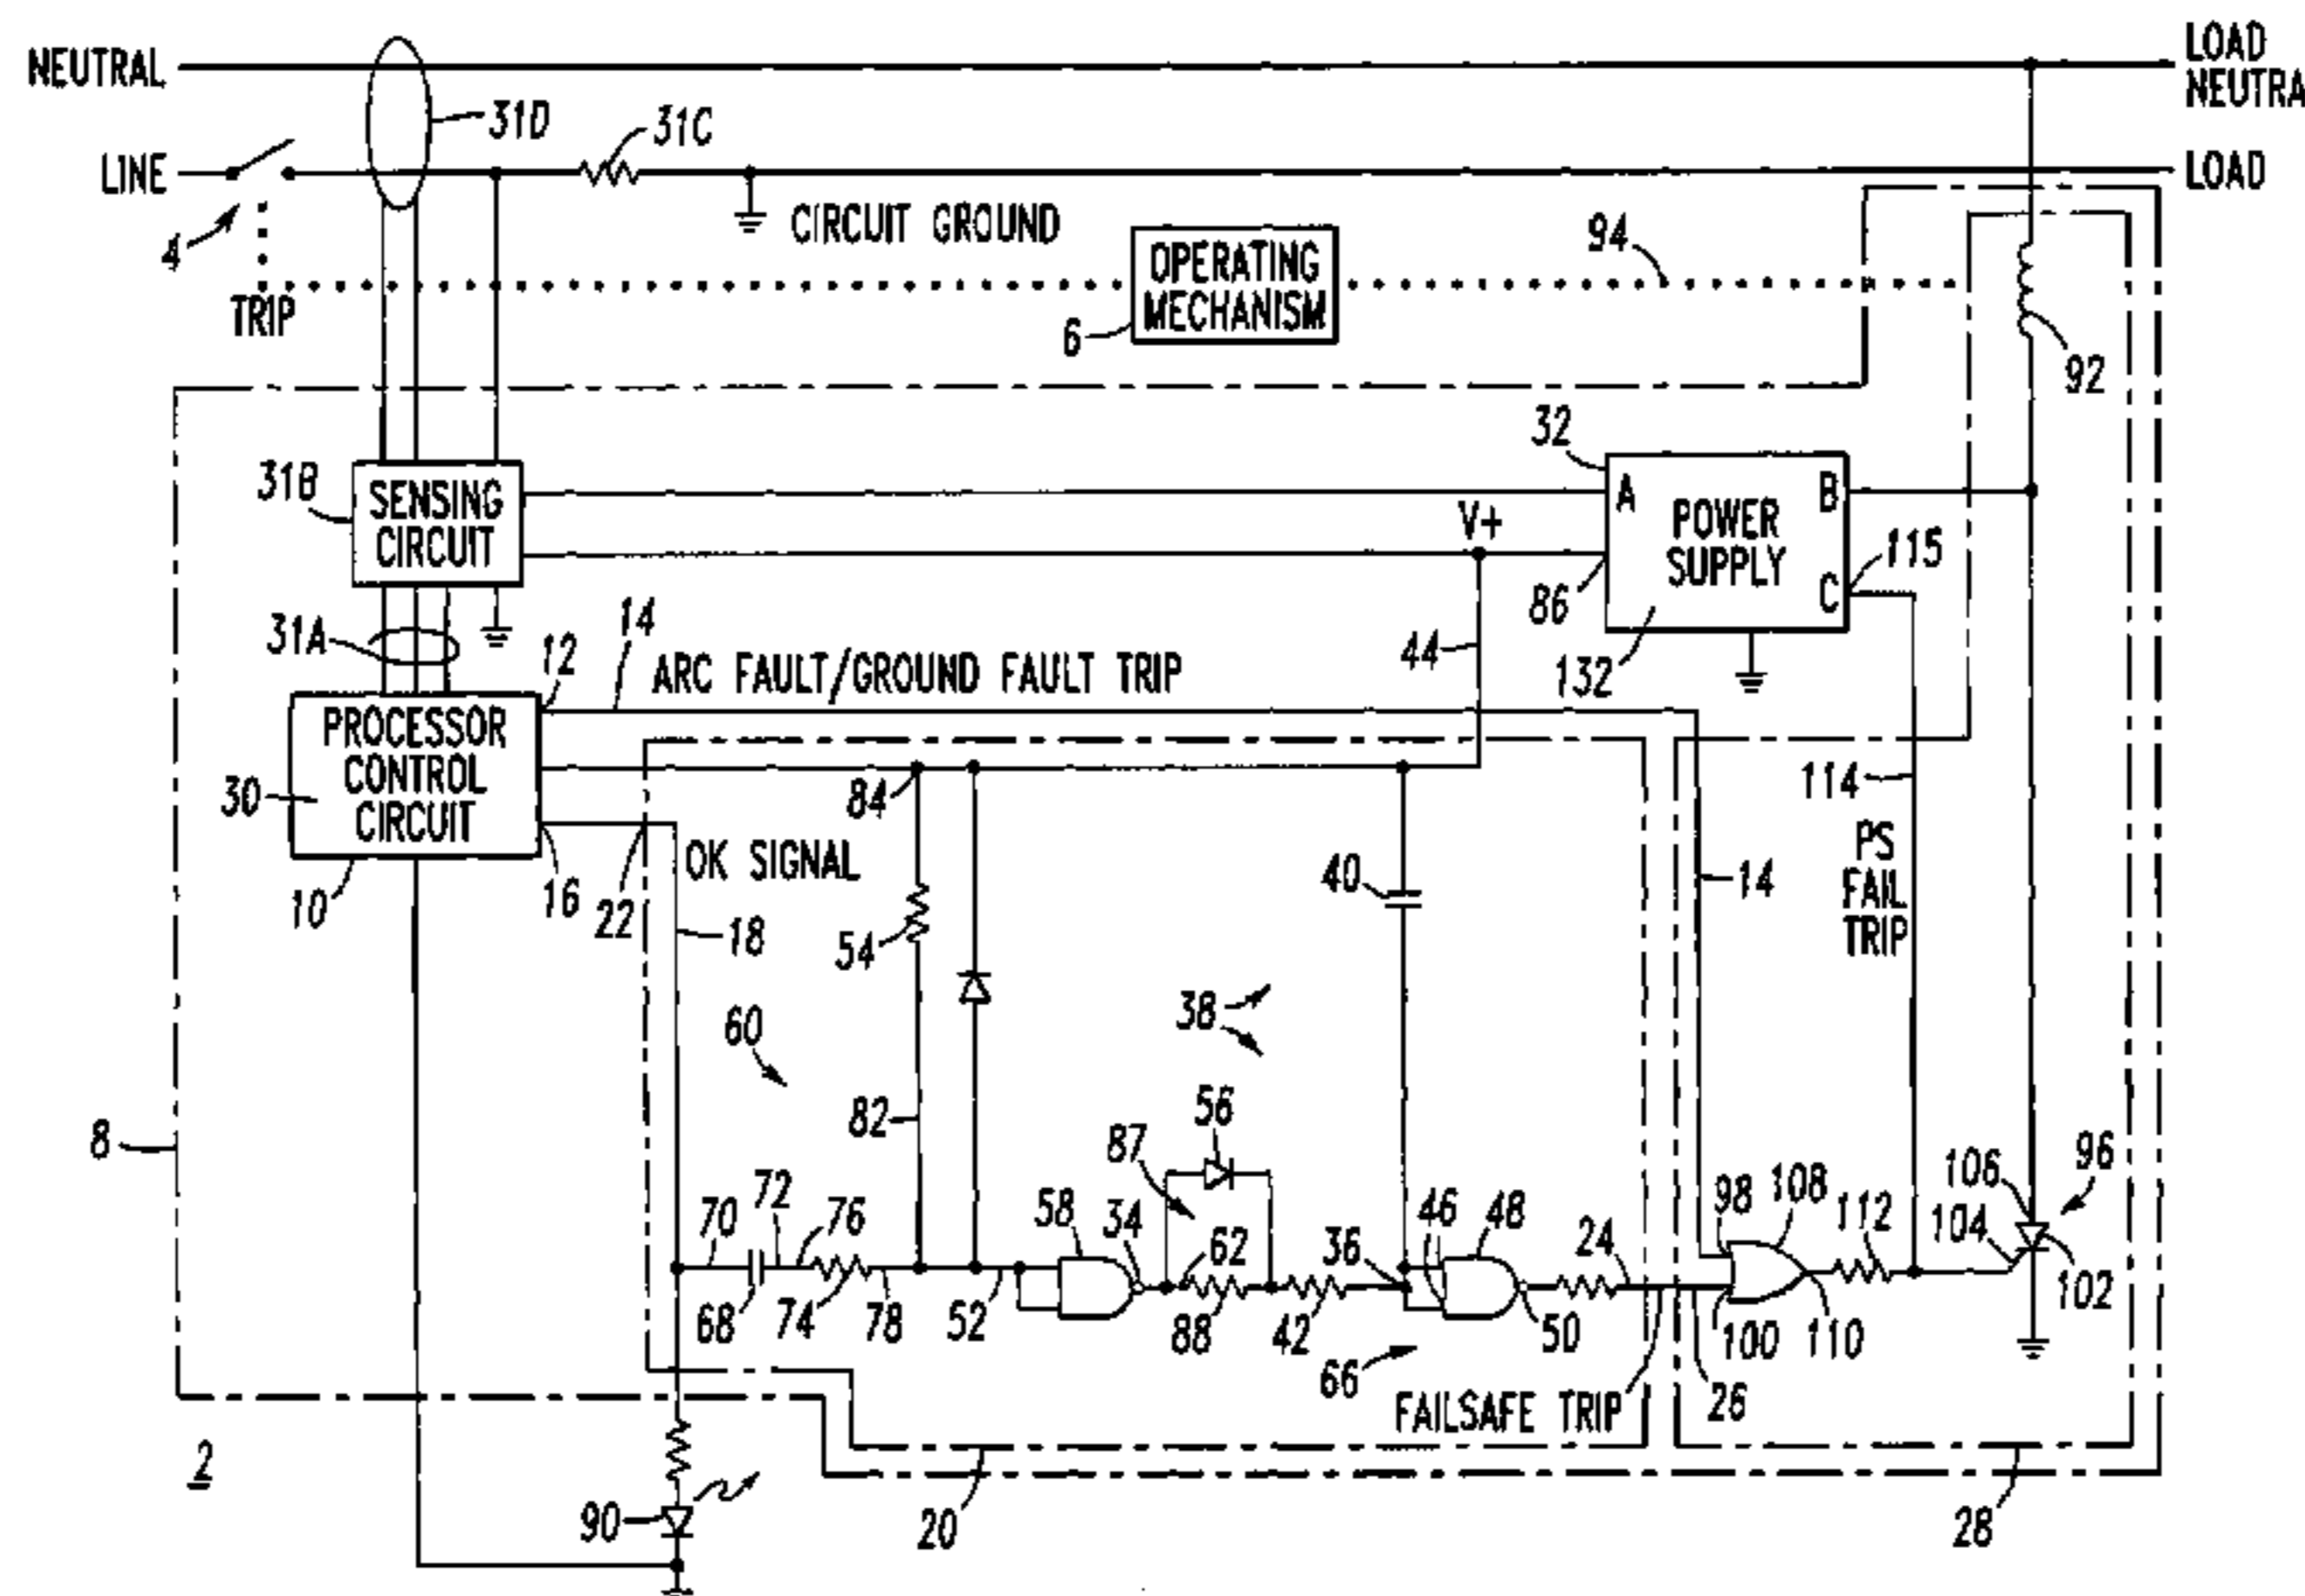 NEUTRAL
LOAD
NEUTRA
31D
31C
LINE
LOAD
4
CIRCUIT GROUND
94
OPERATING
MECHANISM
TRIP
6
92
32
31B
SENSING
CIRCUIT
V+
A
B
POWER
SUPPLY
C
115
86
31A
14
12
44
132
ARC FAULT/GROUND FAULT TRIP
PROCESSOR
CONTROL
CIRCUIT
30
84
114
OK SIGNAL
PS
FAIL
TRIP
40
14
10
16
22
18
54
38
60
56
82
8
87
106
96
70
72
76
58
34
62
36
46
48
24
98
108
112
104
68
74
78
52
88
42
50
100
110
102
66
FAILSAFE TRIP
26
2
90
20
28